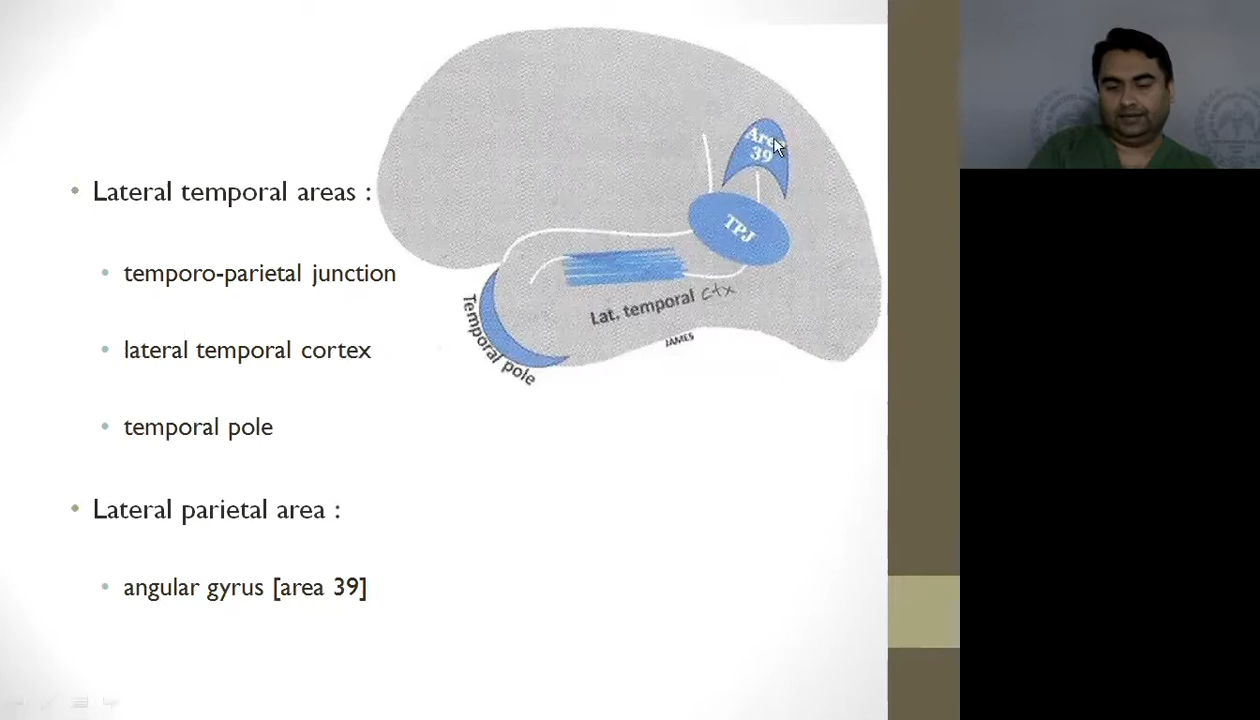 • Lateral temporal areas :
• temporo-parietal junction
• lateral temporal cortex
• temporal pole
• Lateral parietal area :
• angular gyrus [area 39]
Area
39
TPJ
Lat. temporal ctx
JAMES
Temporal pole